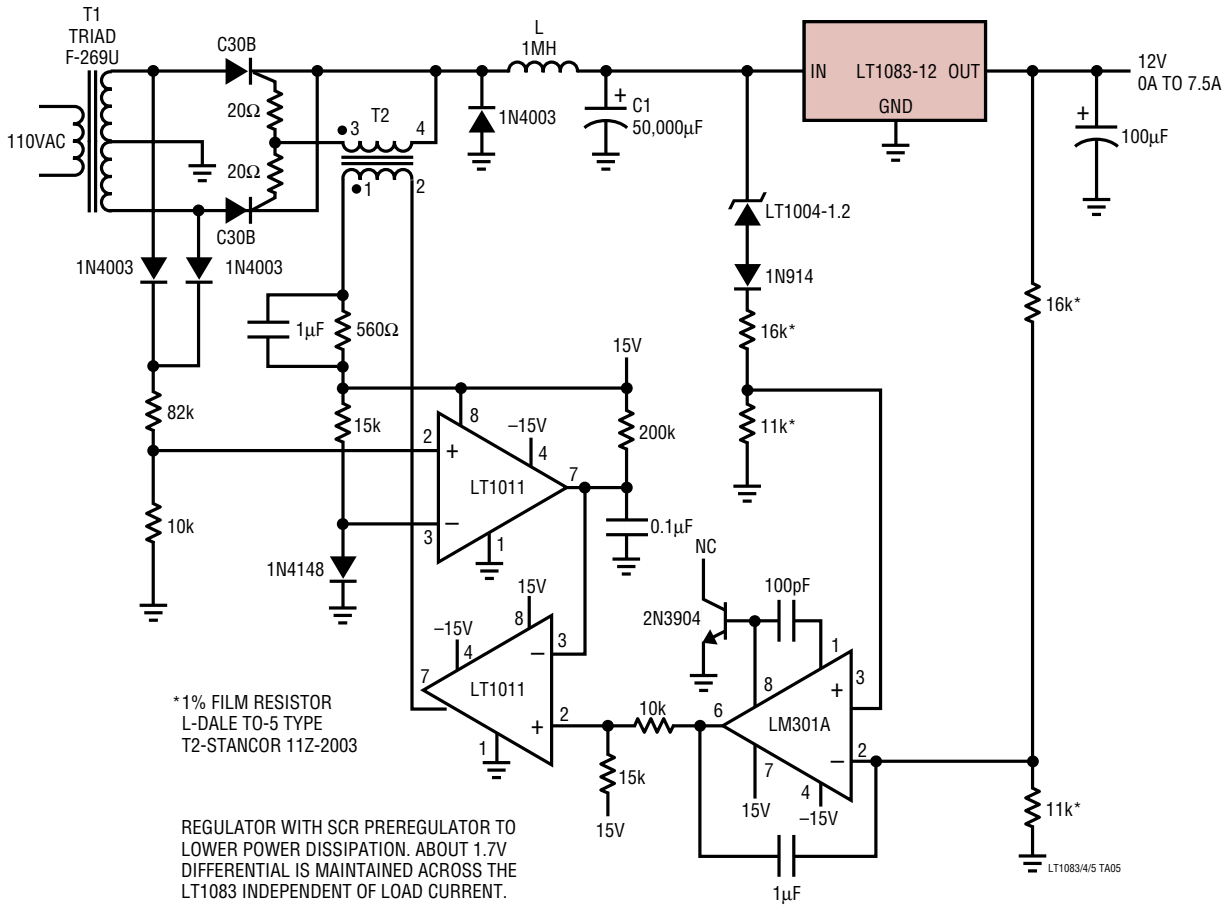 T1
TRIAD
F-269U
C30B
L
1MH
IN
LT1083-12
OUT
GND
12V
0A TO 7.5A
110VAC
20Ω
20Ω
C30B
T2
3
4
1
2
1N4003
+
C1
50,000µF
+
100µF
LT1004-1.2
1N914
16k*
11k*
16k*
1N4003
1N4003
1µF
560Ω
15V
82k
15k
200k
10k
2
+
8
–15V
4
LT1011
7
3
–
1
0.1µF
1N4148
15V
8
–15V
4
3
–
7
LT1011
2
+
1
NC
2N3904
100pF
1
8
+
3
6
LM301A
10k
2
–
7
4
15V
–15V
15k
15V
1µF
11k*
*1% FILM RESISTOR
L-DALE TO-5 TYPE
T2-STANCOR 11Z-2003
REGULATOR WITH SCR PREREGULATOR TO
LOWER POWER DISSIPATION. ABOUT 1.7V
DIFFERENTIAL IS MAINTAINED ACROSS THE
LT1083 INDEPENDENT OF LOAD CURRENT.
LT1083/4/5 TA05